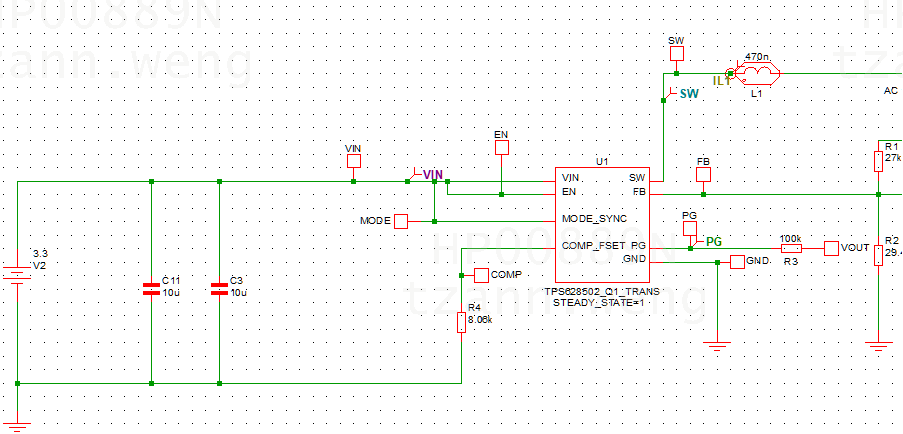 HP00889N
SW
470n
IL1
L1
SW
AC
EN
VIN
U1
R1
27k
FB
VIN
VIN
SW
EN
FB
MODE
MODE_SYNC
PG
PG
100k
VOUT
R2
COMP_FSET
PG
R3
GND
GND
3.3
V2
C11
10u
C3
10u
COMP
TPS628502_Q1_TRANS
STEADY_STATE=1
R4
8.06k